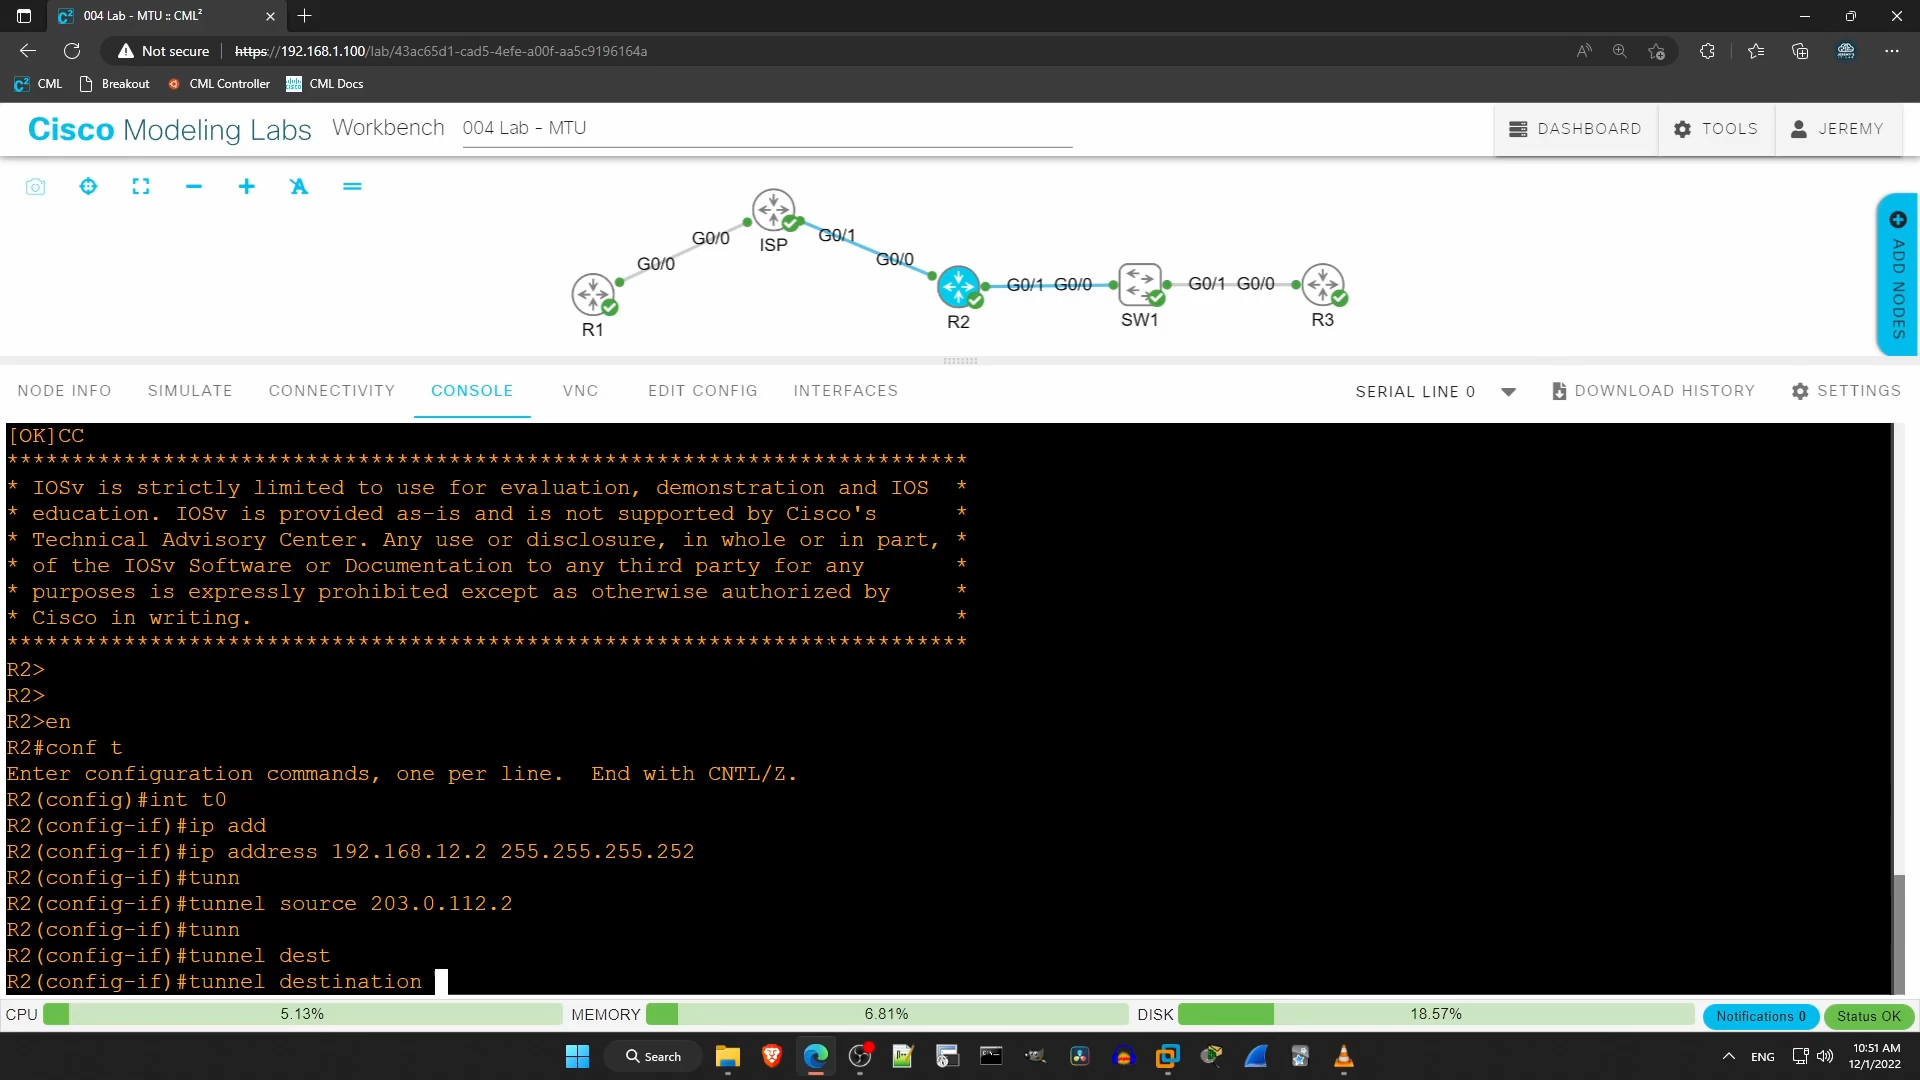 004 Lab - MTU :: CML²
Not secure
https://192.168.1.100/lab/43ac65d1-cad5-4efe-a00f-aa5c9196164a
CML
Breakout
CML Controller
CML Docs
Cisco Modeling Labs
Workbench
004 Lab - MTU
DASHBOARD
TOOLS
JEREMY
ISP
G0/0
G0/1
G0/0
G0/0
G0/1 G0/0
G0/1 G0/0
R1
R2
SW1
R3
ADD NODES
NODE INFO
SIMULATE
CONNECTIVITY
CONSOLE
VNC
EDIT CONFIG
INTERFACES
SERIAL LINE 0
DOWNLOAD HISTORY
SETTINGS
[OK]CC
**************************************************************************
* IOSv is strictly limited to use for evaluation, demonstration and IOS  *
* education. IOSv is provided as-is and is not supported by Cisco's      *
* Technical Advisory Center. Any use or disclosure, in whole or in part, *
* of the IOSv Software or Documentation to any third party for any       *
* purposes is expressly prohibited except as otherwise authorized by     *
* Cisco in writing.                                                      *
**************************************************************************
R2>
R2>
R2>en
R2#conf t
Enter configuration commands, one per line.  End with CNTL/Z.
R2(config)#int t0
R2(config-if)#ip add
R2(config-if)#ip address 192.168.12.2 255.255.255.252
R2(config-if)#tunn
R2(config-if)#tunnel source 203.0.112.2
R2(config-if)#tunn
R2(config-if)#tunnel dest
R2(config-if)#tunnel destination
CPU
5.13%
MEMORY
6.81%
DISK
18.57%
Notifications 0
Status OK
Search
ENG
10:51 AM
12/1/2022